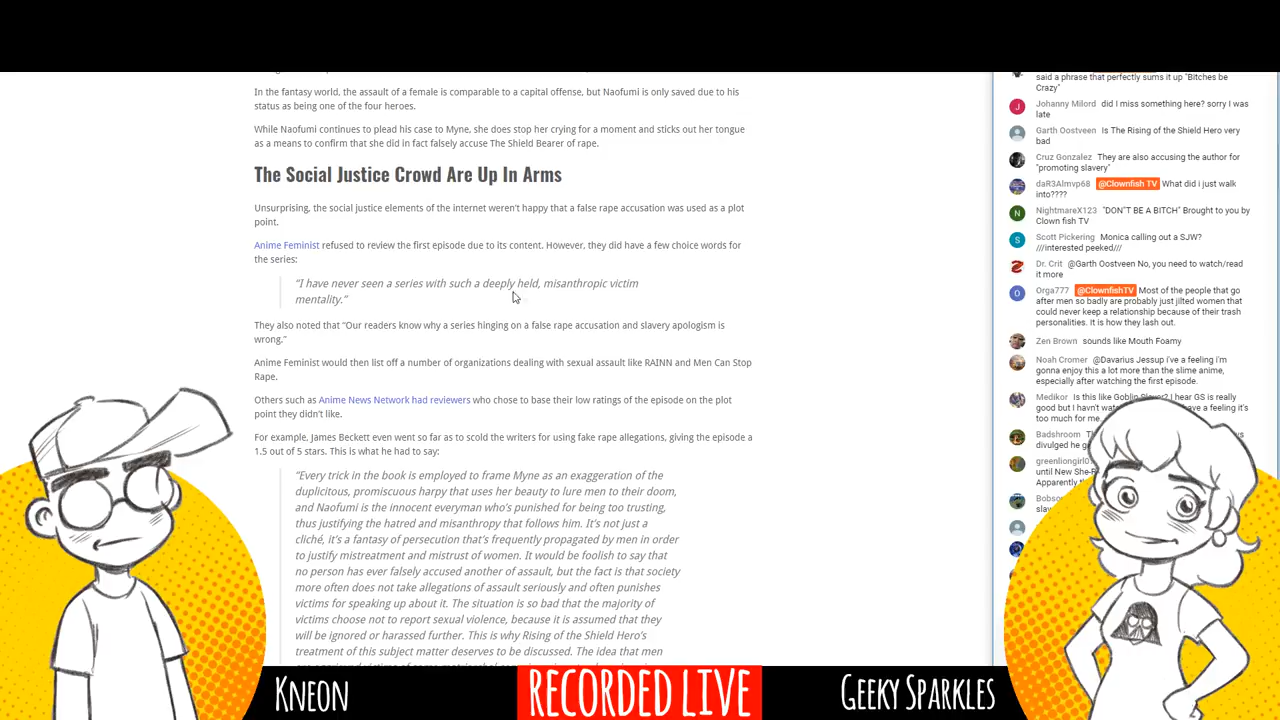 In the fantasy world, the assault of a female is comparable to a capital offense, but Naofumi is only saved due to his
status as being one of the four heroes.
While Naofumi continues to plead his case to Myne, she does stop her crying for a moment and sticks out her tongue
as a means to confirm that she did in fact falsely accuse The Shield Bearer of rape.
The Social Justice Crowd Are Up In Arms
Unsurprising, the social justice elements of the internet weren't happy that a false rape accusation was used as a plot
point.
Anime Feminist refused to review the first episode due to its content. However, they did have a few choice words for
the series:
"I have never seen a series with such a deeply held, misanthropic victim
mentality."
They also noted that "Our readers know why a series hinging on a false rape accusation and slavery apologism is
wrong."
Anime Feminist would then list off a number of organizations dealing with sexual assault like RAINN and Men Can Stop
Rape.
Others such as Anime News Network had reviewers who chose to base their low ratings of the episode on the plot
point they didn't like.
For example, James Beckett even went so far as to scold the writers for using fake rape allegations, giving the episode a
1.5 out of 5 stars. This is what he had to say:
"Every trick in the book is employed to frame Myne as an exaggeration of the
duplicitous, promiscuous harpy that uses her beauty to lure men to their doom,
and Naofumi is the innocent everyman who's punished for being too trusting,
thus justifying the hatred and misanthropy that follows him. It's not just a
cliché, it's a fantasy of persecution that's frequently propagated by men in order
to justify mistreatment and mistrust of women. It would be foolish to say that
no person has ever falsely accused another of assault, but the fact is that society
more often does not take allegations of assault seriously and often punishes
victims for speaking up about it. The situation is so bad that the majority of
victims choose not to report sexual violence, because it is assumed that they
will be ignored or harassed further. This is why Rising of the Shield Hero's
treatment of this subject matter deserves to be discussed. The idea that men
said a phrase that perfectly sums it up "Bitches be
Crazy"
Johanny Milord did I miss something here? sorry I was
late
Garth Oostveen Is The Rising of the Shield Hero very
bad
Cruz Gonzalez They are also accusing the author for
"promoting slavery"
daR3Almvp68 @Clownfish TV What did i just walk
into????
NightmareX123 "DON"T BE A BITCH" Brought to you by
Clown fish TV
Scott Pickering Monica calling out a SJW?
///interested peeked///
Dr. Crit @Garth Oostveen No, you need to watch/read
it more
Orga777 @ClownfishTV Most of the people that go
after men so badly are probably just jilted women that
could never keep a relationship because of their trash
personalities. It is how they lash out.
Zen Brown sounds like Mouth Foamy
Noah Cromer @Davarius Jessup i've a feeling i'm
gonna enjoy this a lot more than the slime anime,
especially after watching the first episode.
Medikor Is this like Goblin Slayer? I hear GS is really
good but I havn't have a feeling it's
too much for me
Badshroom
divulged he
greenliongirl
until New She-
Apparently
KNEON
RECORDED LIVE
GEEKY SPARKLES